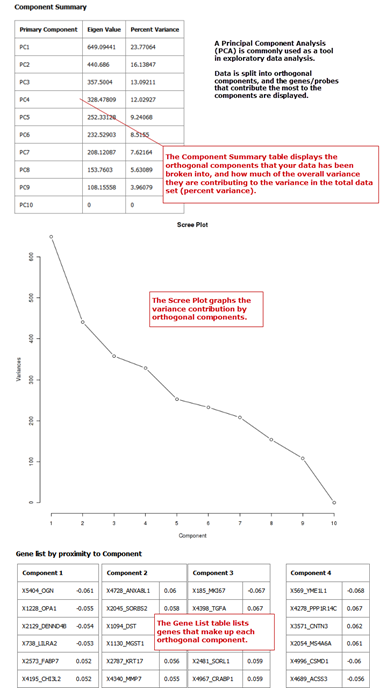 Component Summary
Primary Component Eigen Value Percent Variance
PC1 649.09441 23.77064
PC2 440.686 16.13847
PC3 357.5004 13.09211
PC4 328.47809 12.02927
PC5 252.33128 9.24068
PC6 232.52903 8.5155
PC7 208.12087 7.62164
PC8 153.7603 5.63089
PC9 108.15558 3.96079
PC10 0 0
A Principal Component Analysis
(PCA) is commonly used as a tool
in exploratory data analysis.
Data is split into orthogonal
components, and the genes/probes
that contribute the most to the
components are displayed.
The Component Summary table displays the
orthogonal components that your data has been
broken into, and how much of the overall variance
they are contributing to the variance in the total data
set (percent variance).
Scree Plot
The Scree Plot graphs the
variance contribution by
orthogonal components.
Variances
600
500
400
300
200
100
0
1 2 3 4 5 6 7 8 9 10
Component
Gene list by proximity to Component
Component 1 Component 2 Component 3 Component 4
X5404_OGN -0.061 X4728_ANXA8L1 0.06 X185_MKI67 -0.067 X569_YME1L1 -0.068
X1228_OPA1 -0.055 X2045_SORBS2 0.058 X4398_TGFA 0.067 X4278_PPP1R14C 0.067
X2129_DENND4B -0.054 X1094_DST X3571_CNTN3 0.062
X738_LILRA2 -0.053 X1130_MGST1 X2054_MS4A6A 0.061
The Gene List table lists
genes that make up each
orthogonal component.
X2573_FABP7 0.052 X2787_KRT17 0.056 X2481_SORL1 0.059 X4996_CSMD1 -0.06
X4195_CHI3L2 0.052 X4340_MMP7 0.055 X4967_CRABP1 0.059 X4689_ACSS3 -0.056